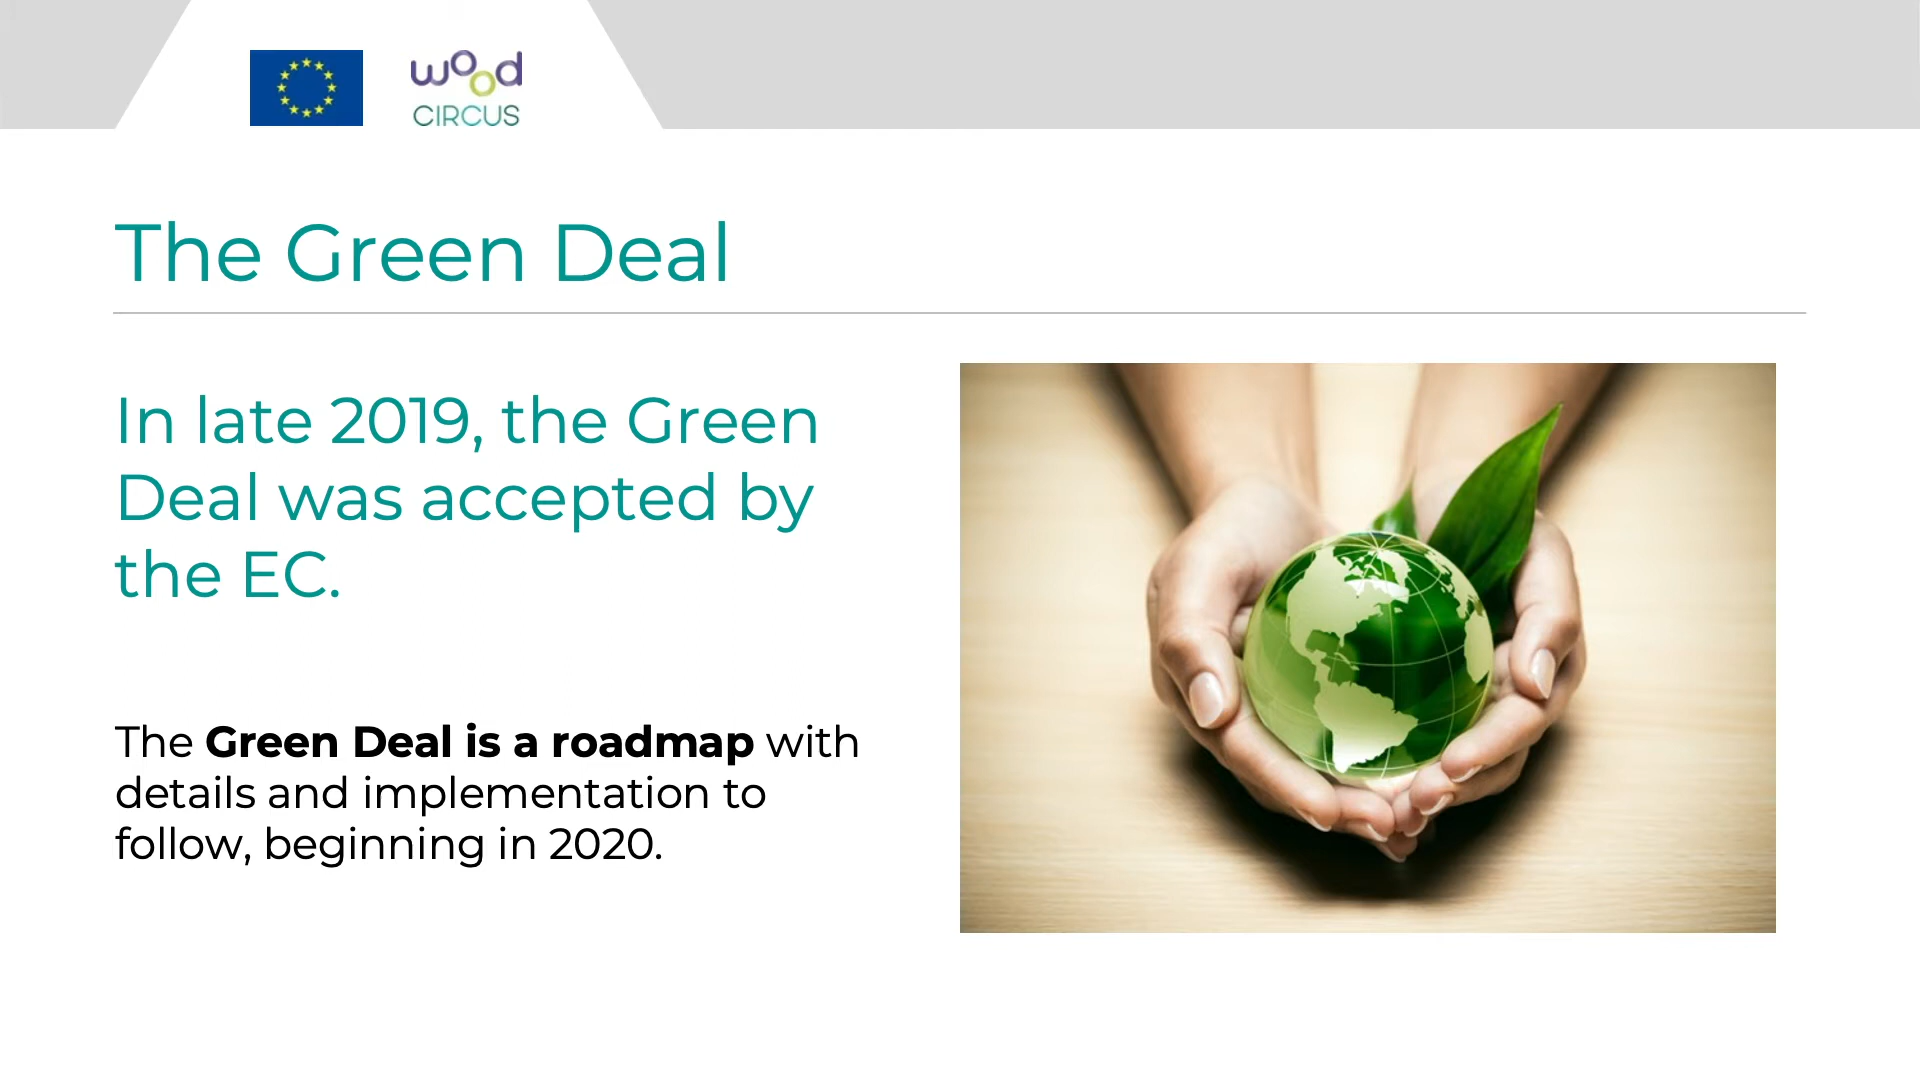 wood
CIRCUS
The Green Deal
In late 2019, the Green
Deal was accepted by
the EC.
The Green Deal is a roadmap with
details and implementation to
follow, beginning in 2020.